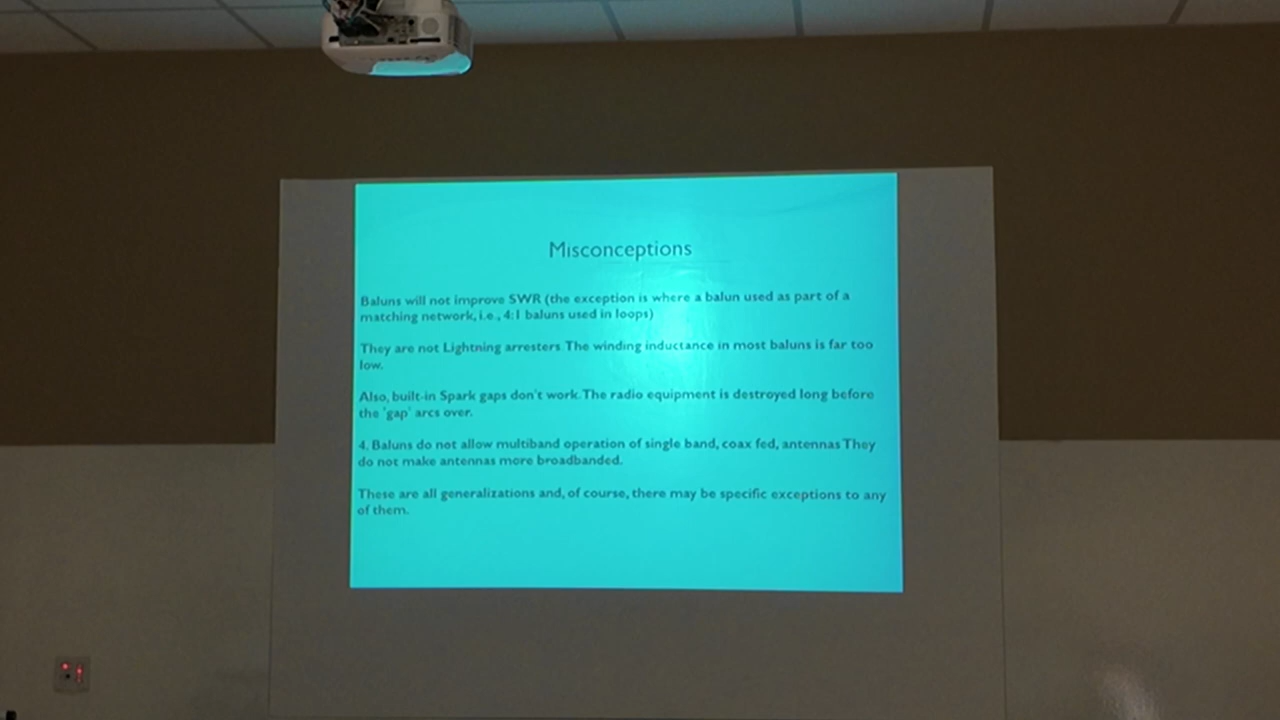 Misconceptions
Baluns will not improve SWR (the exception is where a balun used as part of a
matching network, i.e., 4:1 baluns used in loops)
They are not Lightning arresters. The winding inductance in most baluns is far too
low.
Also, built-in Spark gaps don't work. The radio equipment is destroyed long before
the 'gap' arcs over.
4. Baluns do not allow multiband operation of single band, coax fed, antennas They
do not make antennas more broadbanded.
These are all generalizations and, of course, there may be specific exceptions to any
of them.